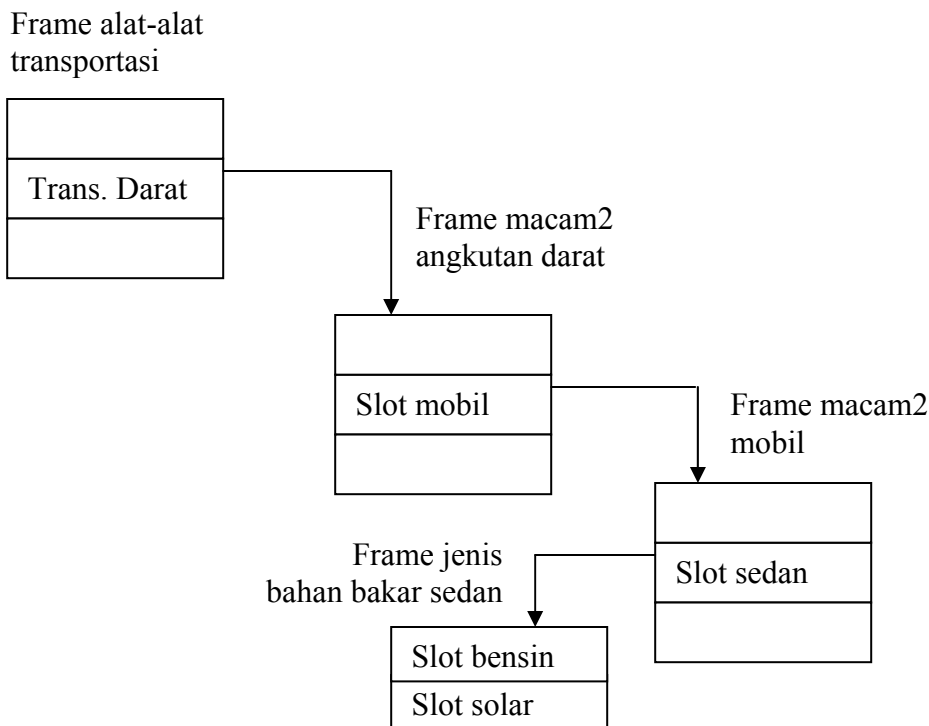 Frame alat-alat
transportasi
Trans. Darat
Frame macam2
angkutan darat
Slot mobil
Frame macam2
mobil
Slot sedan
Frame jenis
bahan bakar sedan
Slot bensin
Slot solar